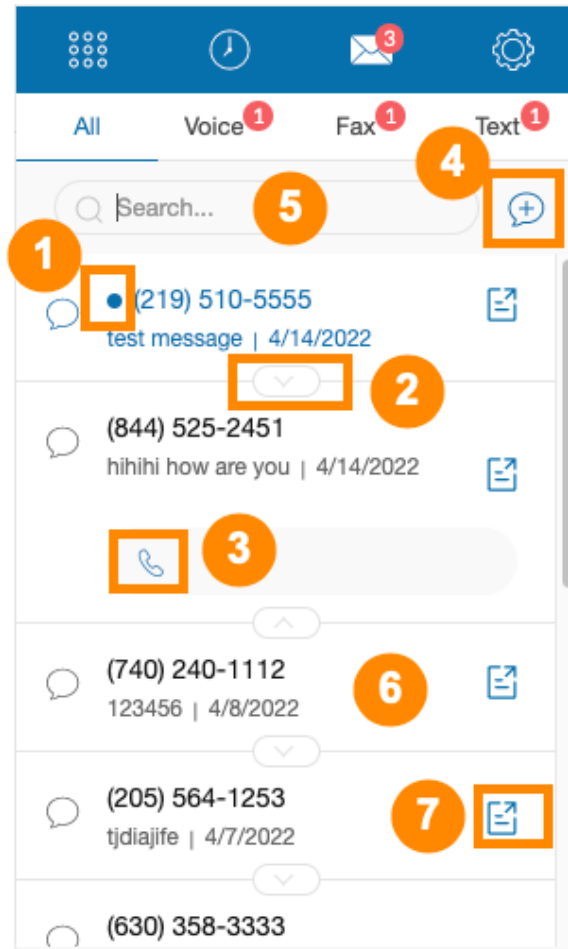 3
All Voice 1 Fax 1 Text 1
4
Search... 5
1
(219) 510-5555
test message | 4/14/2022
2
(844) 525-2451
hihihi how are you | 4/14/2022
3
(740) 240-1112
6
123456 | 4/8/2022
(205) 564-1253
7
tjdiajife | 4/7/2022
(630) 358-3333